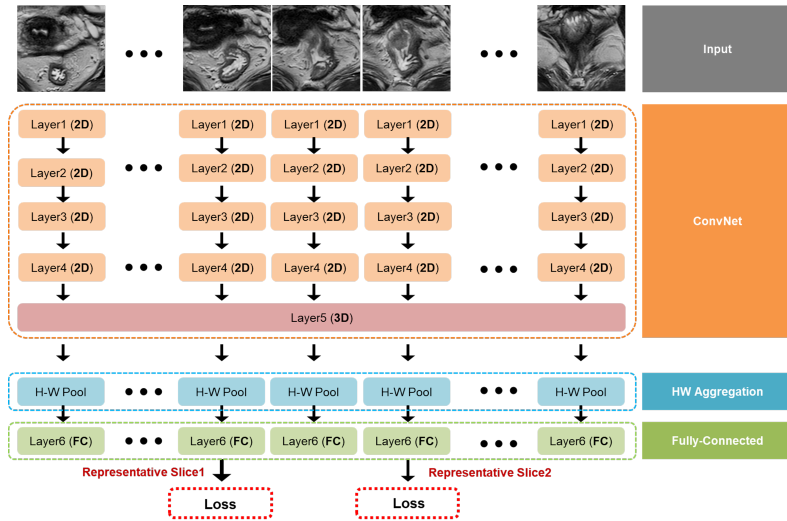 Input
Layer1 (2D) Layer1 (2D) Layer1 (2D) Layer1 (2D) Layer1 (2D)
Layer2 (2D) Layer2 (2D) Layer2 (2D) Layer2 (2D) Layer2 (2D)
Layer3 (2D) Layer3 (2D) Layer3 (2D) Layer3 (2D) Layer3 (2D)
ConvNet
Layer4 (2D) Layer4 (2D) Layer4 (2D) Layer4 (2D) Layer4 (2D)
Layer5 (3D)
H-W Pool H-W Pool H-W Pool H-W Pool H-W Pool
HW Aggregation
Layer6 (FC) Layer6 (FC) Layer6 (FC) Layer6 (FC) Layer6 (FC)
Fully-Connected
Representative Slice1
Representative Slice2
Loss
Loss